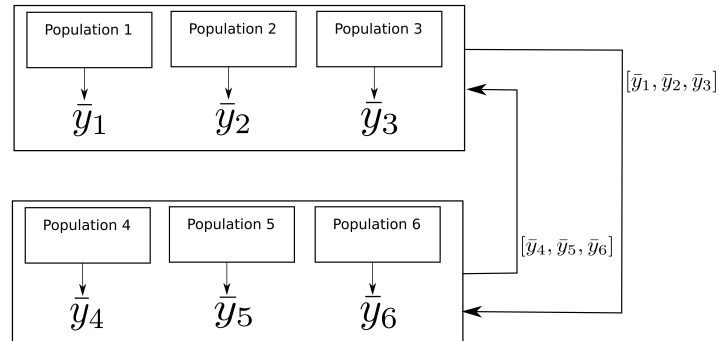 Population 1 Population 2 Population 3
[ȳ₁, ȳ₂, ȳ₃]
ȳ₁ ȳ₂ ȳ₃
Population 4 Population 5 Population 6
[ȳ₄, ȳ₅, ȳ₆]
ȳ₄ ȳ₅ ȳ₆